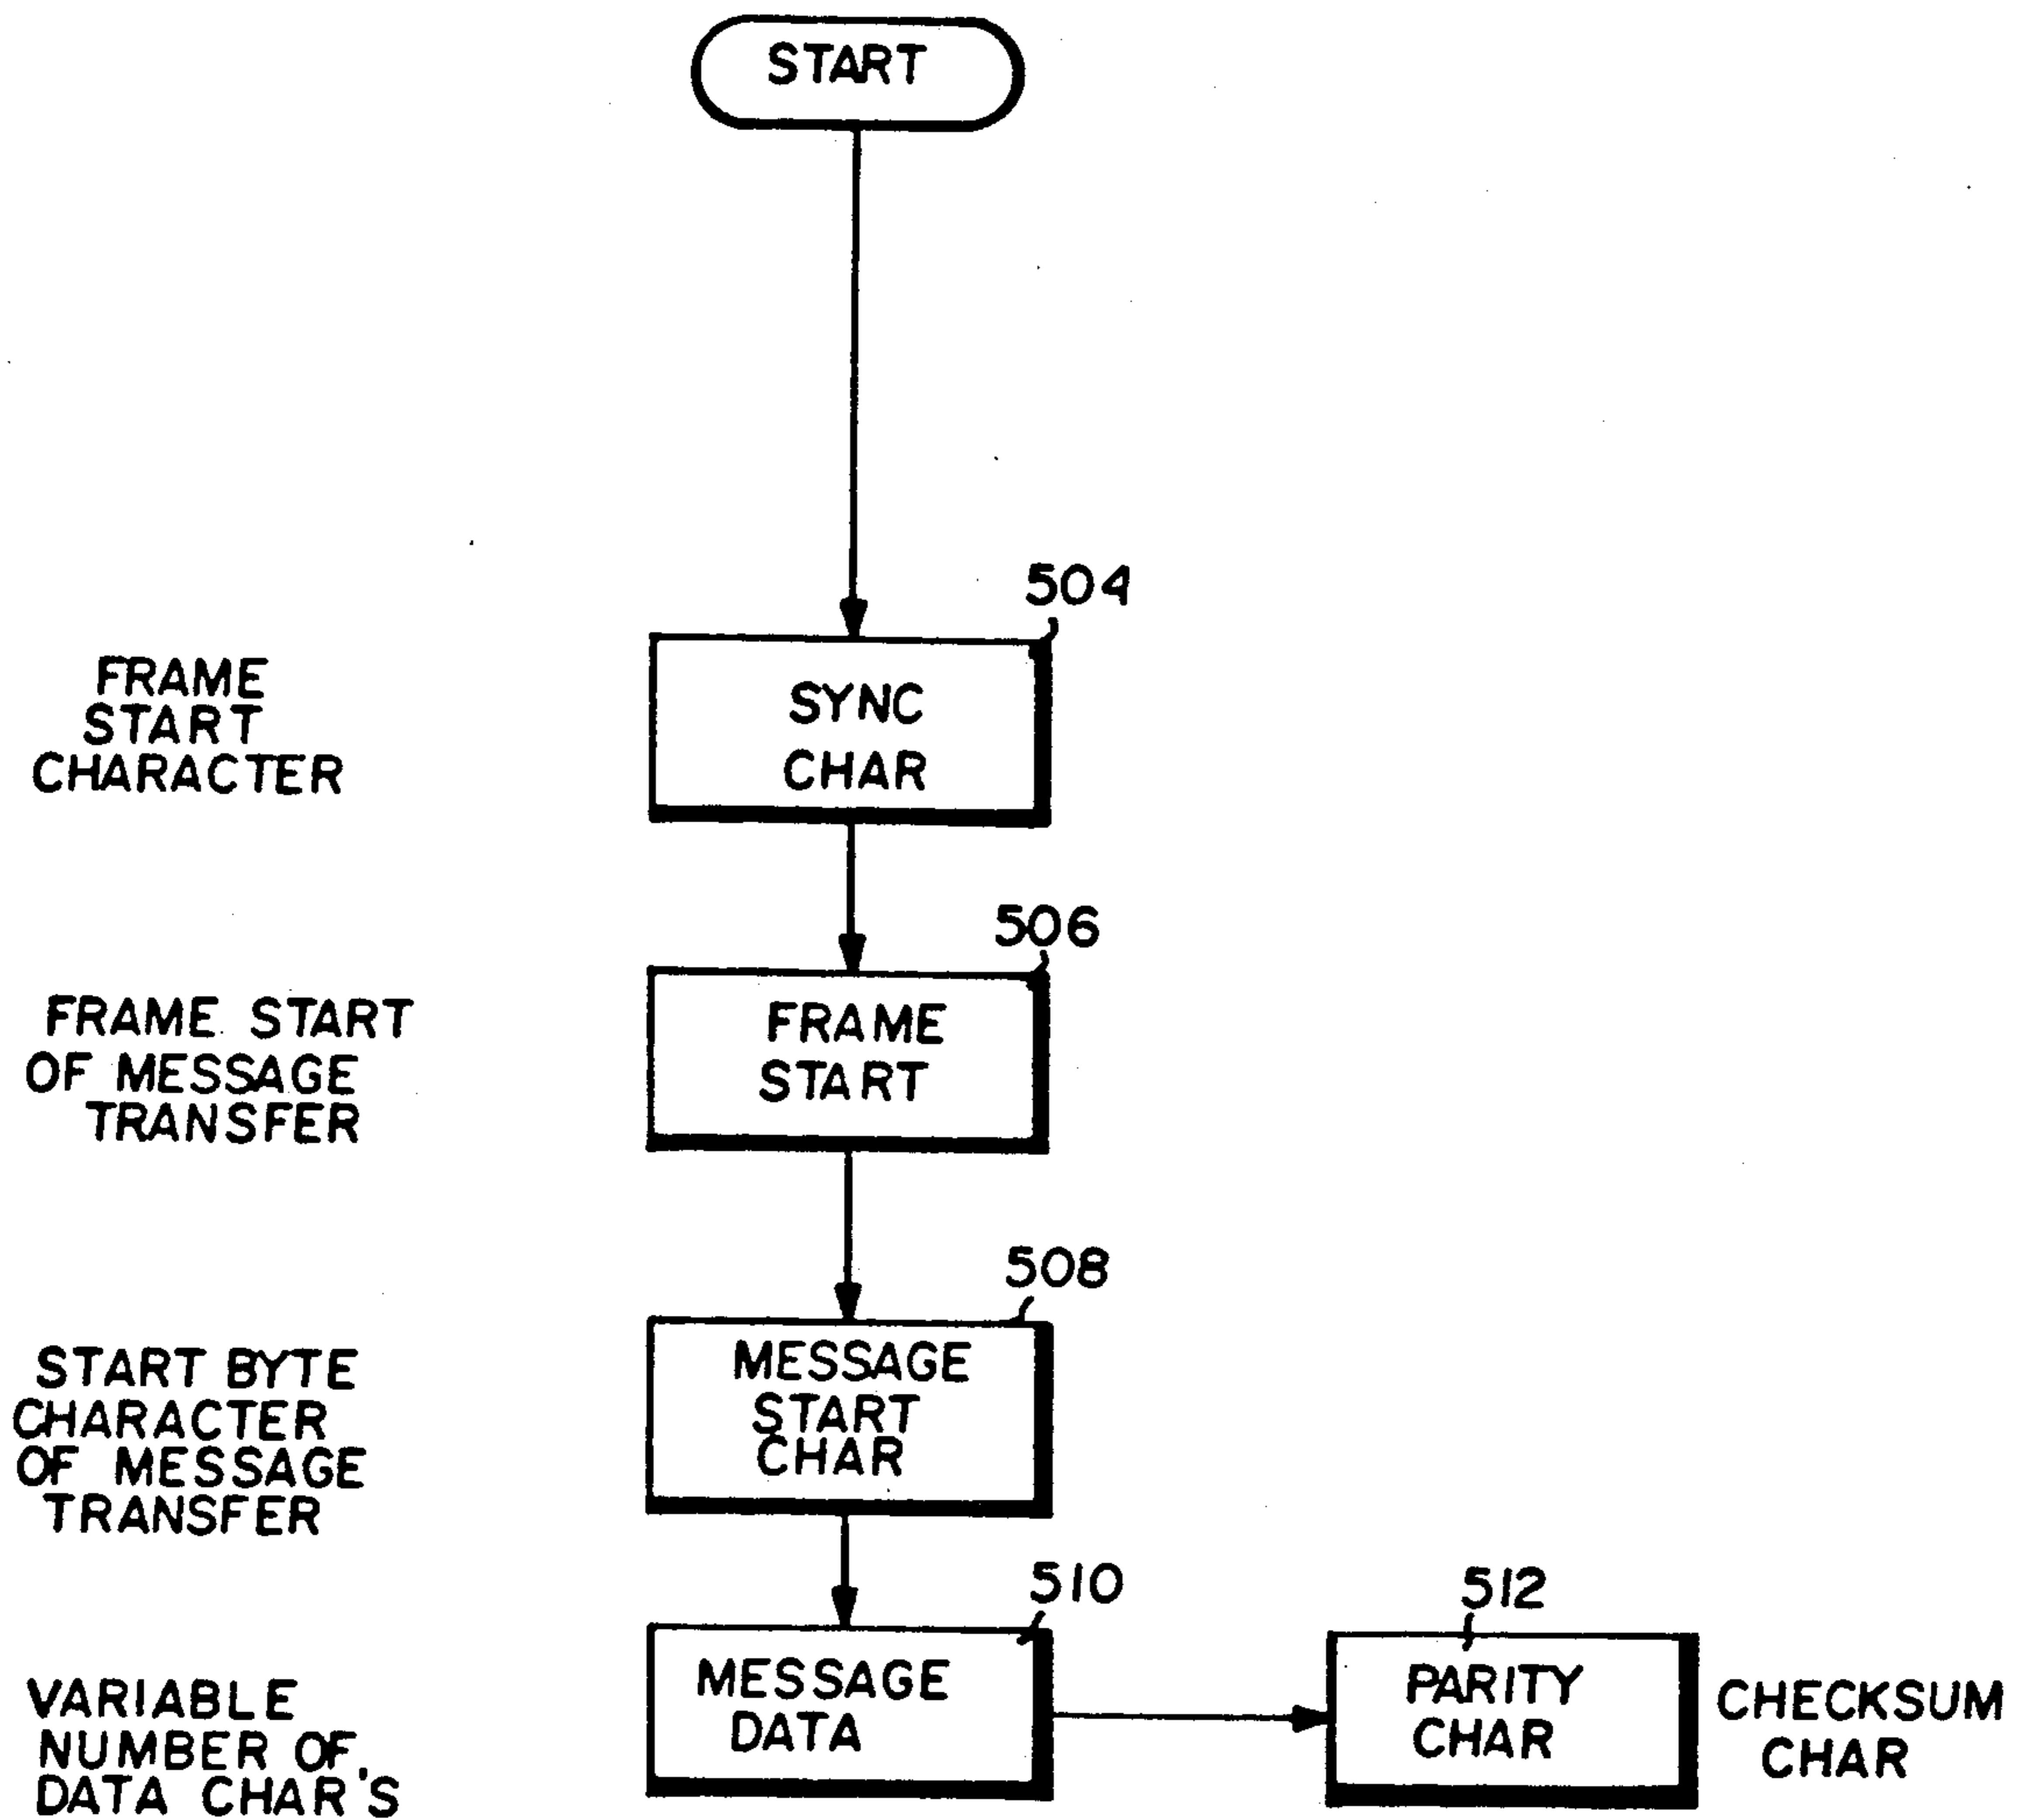 START
504
FRAME
START
CHARACTER
SYNC
CHAR
506
FRAME START
OF MESSAGE
TRANSFER
FRAME
START
508
START BYTE
CHARACTER
OF MESSAGE
TRANSFER
MESSAGE
START
CHAR
510
512
VARIABLE
NUMBER OF
DATA CHAR'S
MESSAGE
DATA
PARITY
CHAR
CHECKSUM
CHAR